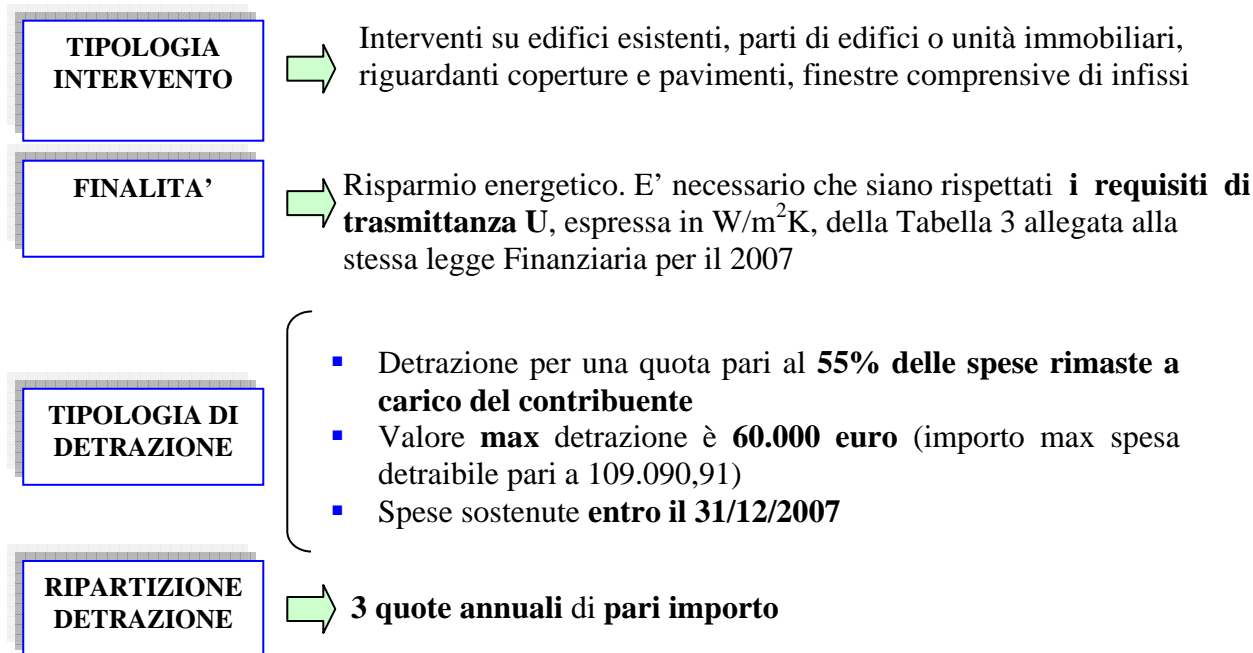 TIPOLOGIA
INTERVENTO
Interventi su edifici esistenti, parti di edifici o unità immobiliari,
riguardanti coperture e pavimenti, finestre comprensive di infissi
FINALITA’
Risparmio energetico. E’ necessario che siano rispettati i requisiti di
trasmittanza U, espressa in W/m²K, della Tabella 3 allegata alla
stessa legge Finanziaria per il 2007
TIPOLOGIA DI
DETRAZIONE
▪ Detrazione per una quota pari al 55% delle spese rimaste a
carico del contribuente
▪ Valore max detrazione è 60.000 euro (importo max spesa
detraibile pari a 109.090,91)
▪ Spese sostenute entro il 31/12/2007
RIPARTIZIONE
DETRAZIONE
3 quote annuali di pari importo